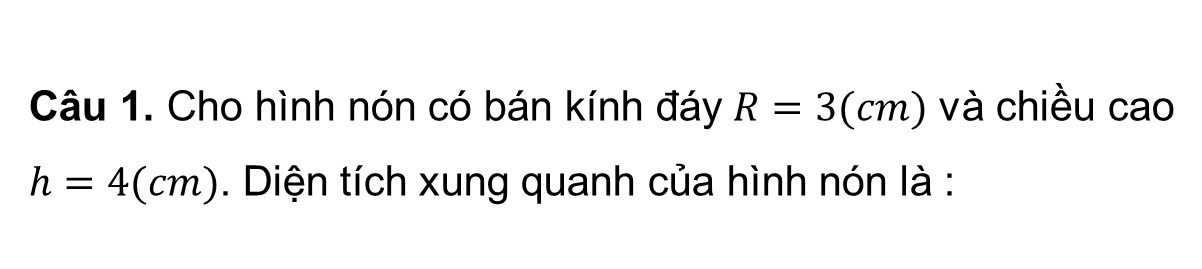 Câu 1. Cho hình nón có bán kính đáy R = 3(cm) và chiều cao
h = 4(cm). Diện tích xung quanh của hình nón là :